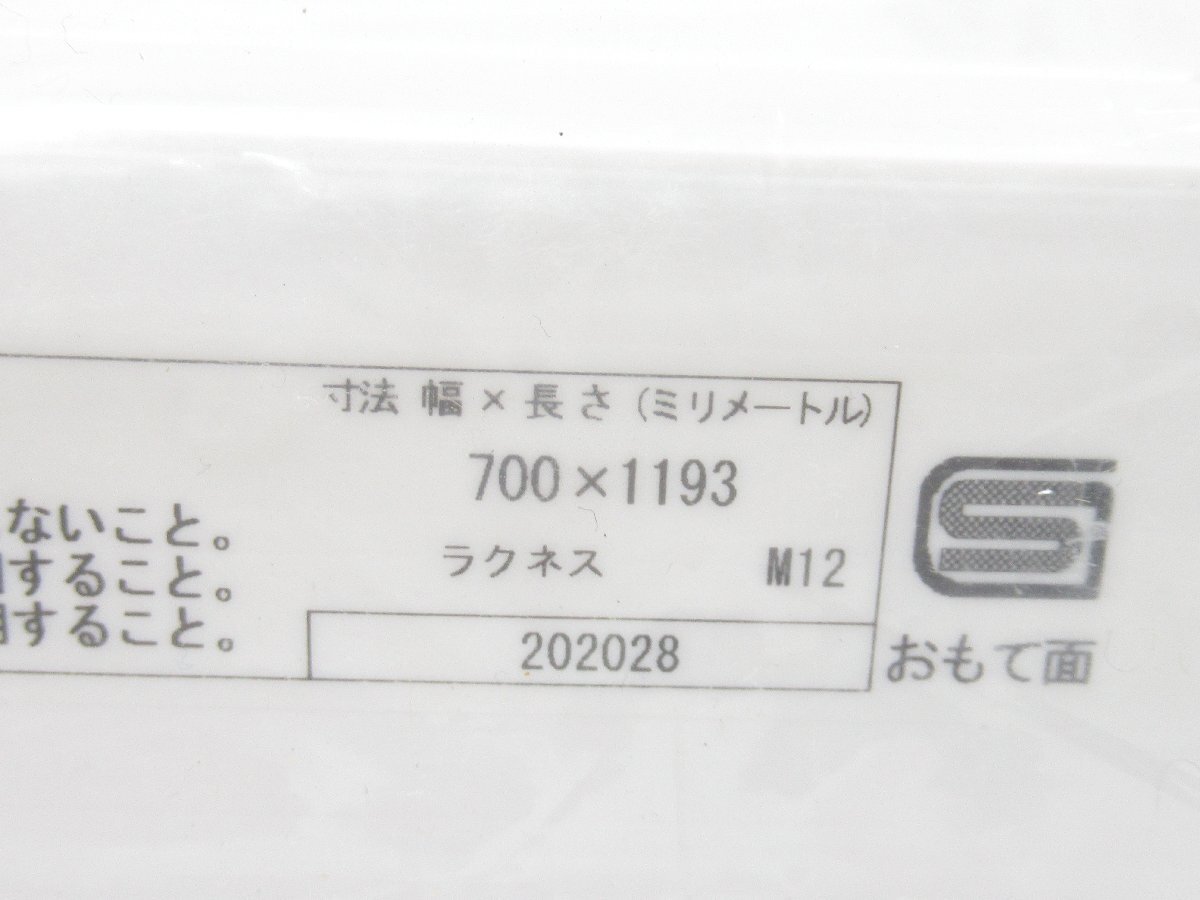 寸法 幅×長さ(ミリメートル)
700×1193
ラクネス M12
ないこと。
すること。
すること。
202028
おもて面